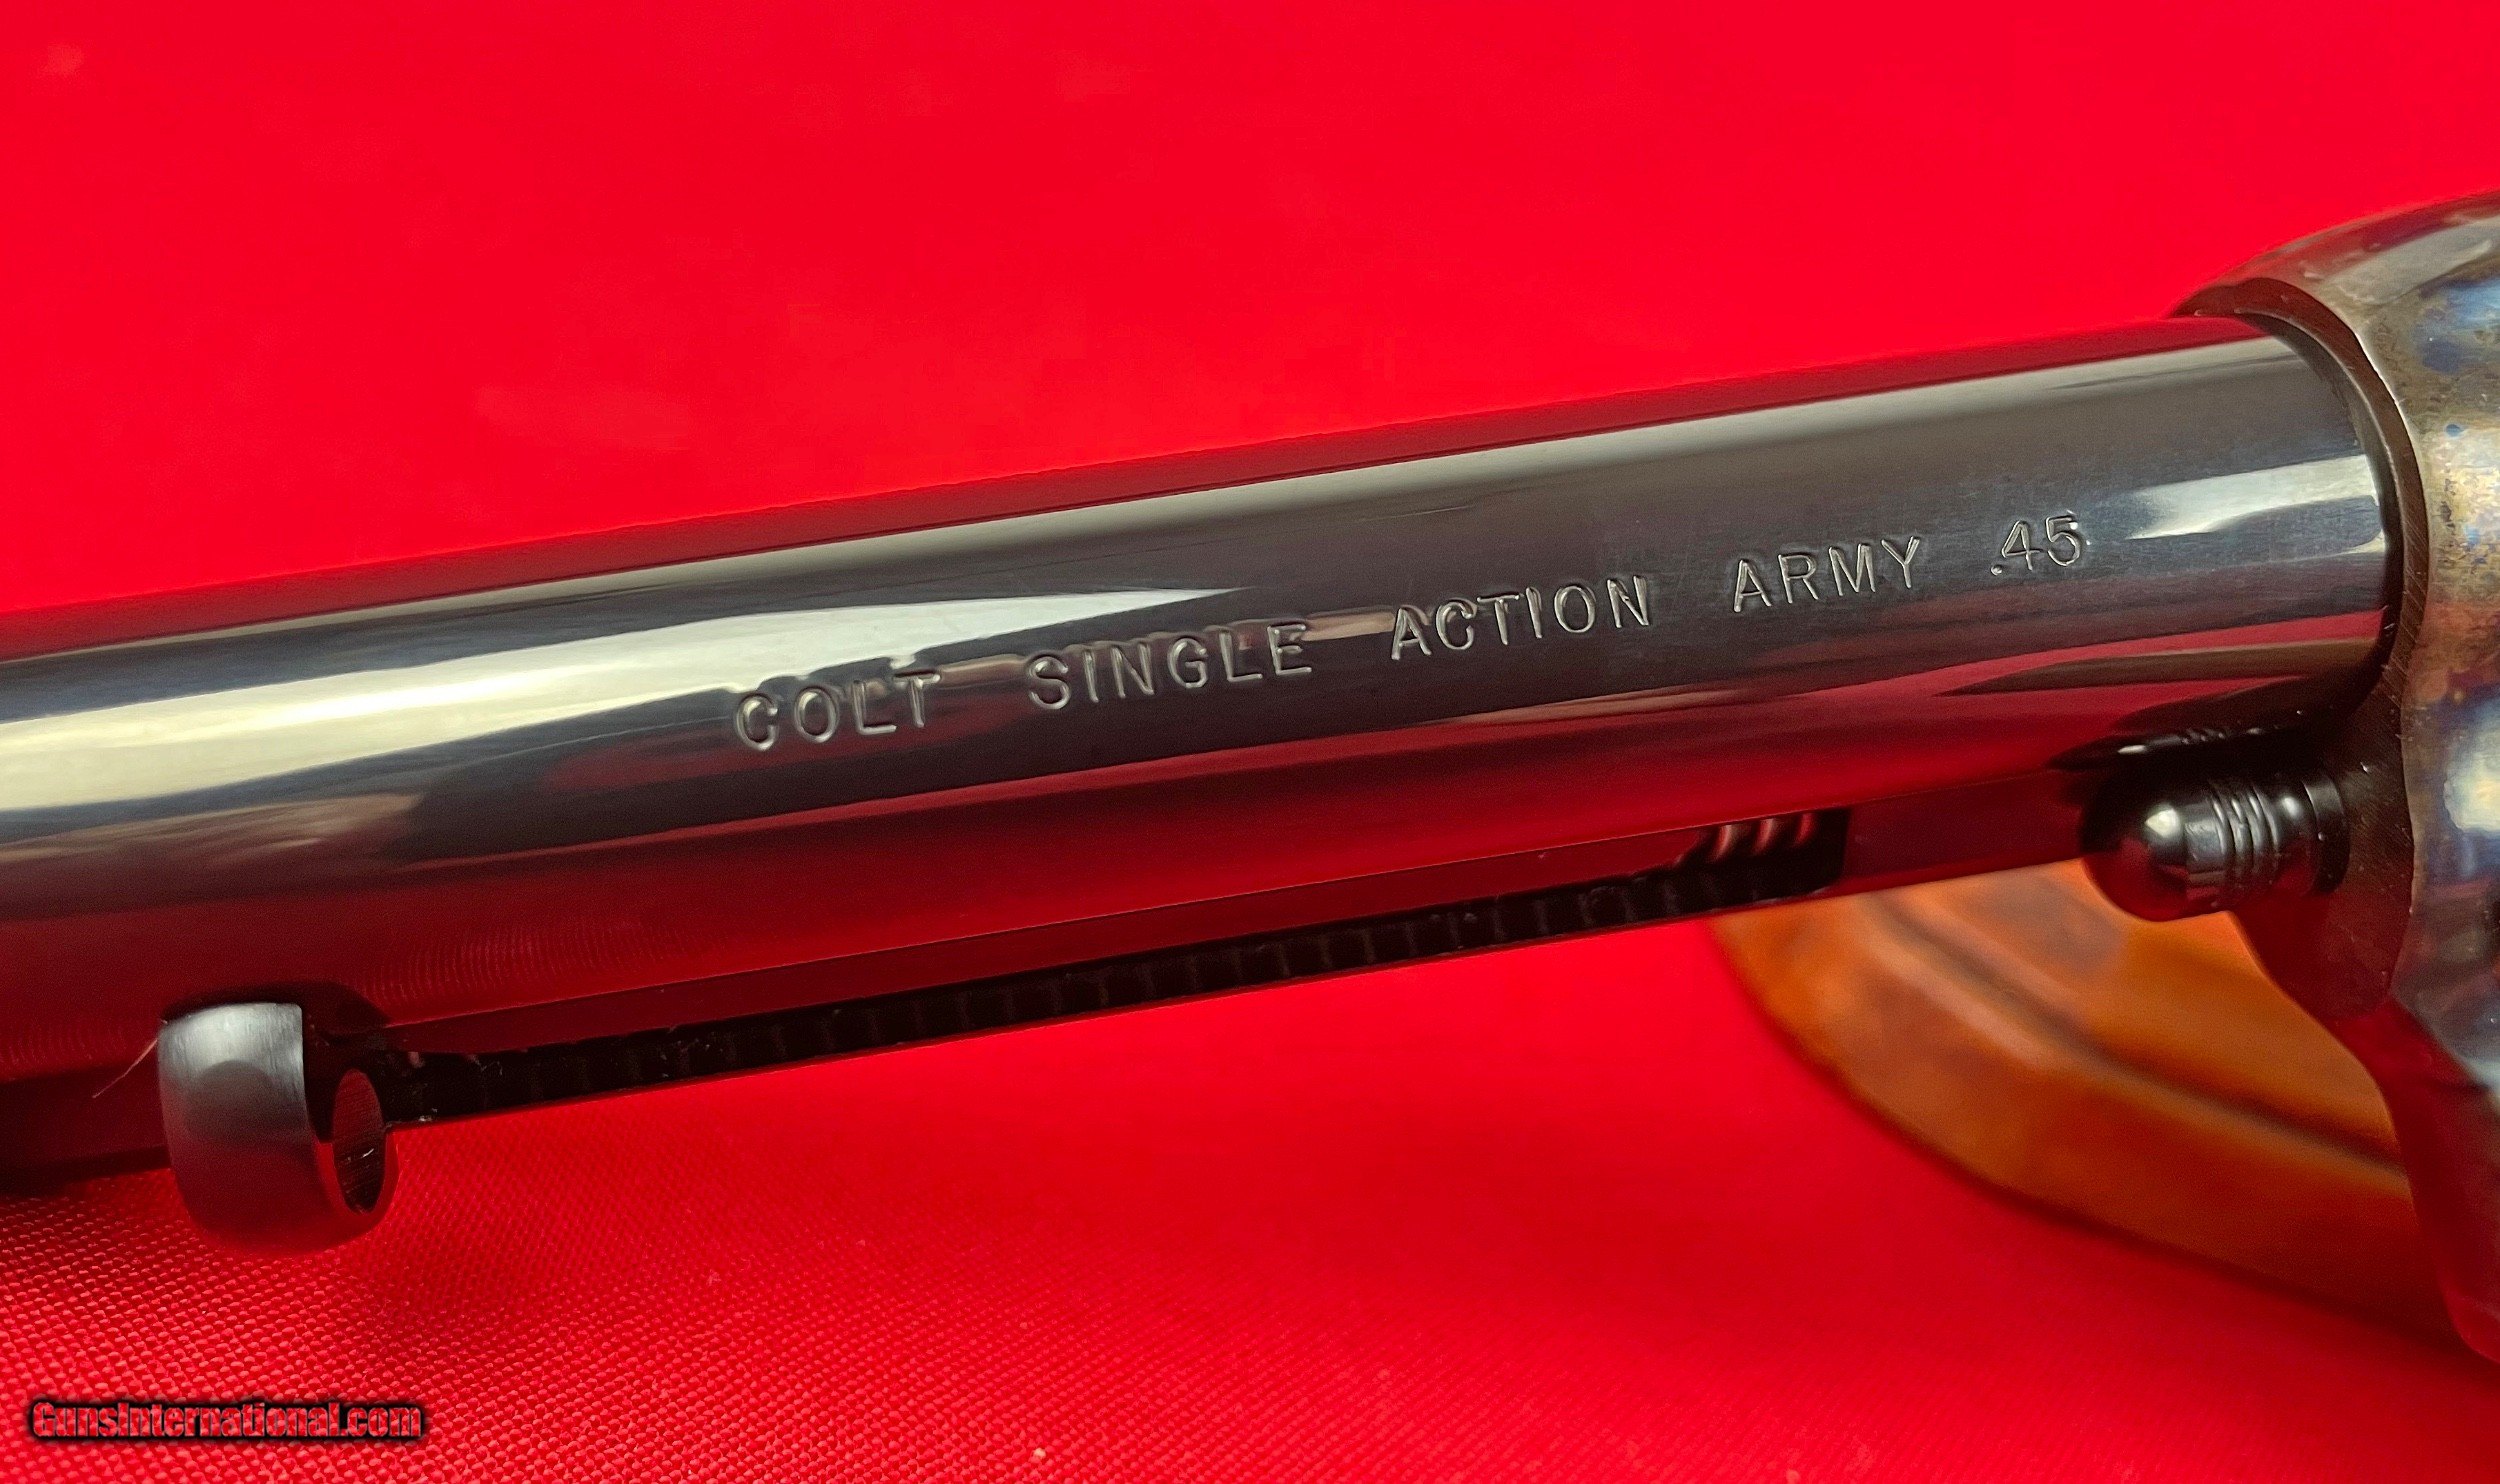 COLT SINGLE ACTION ARMY .45
GunsInternational.com